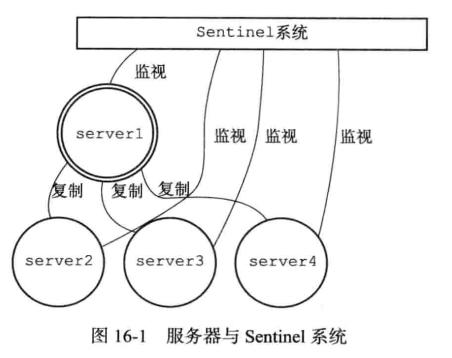 Sentinel系统
监视
server1
监视 监视 监视
复制 复制 复制
server2 server3 server4
图 16-1 服务器与 Sentinel 系统